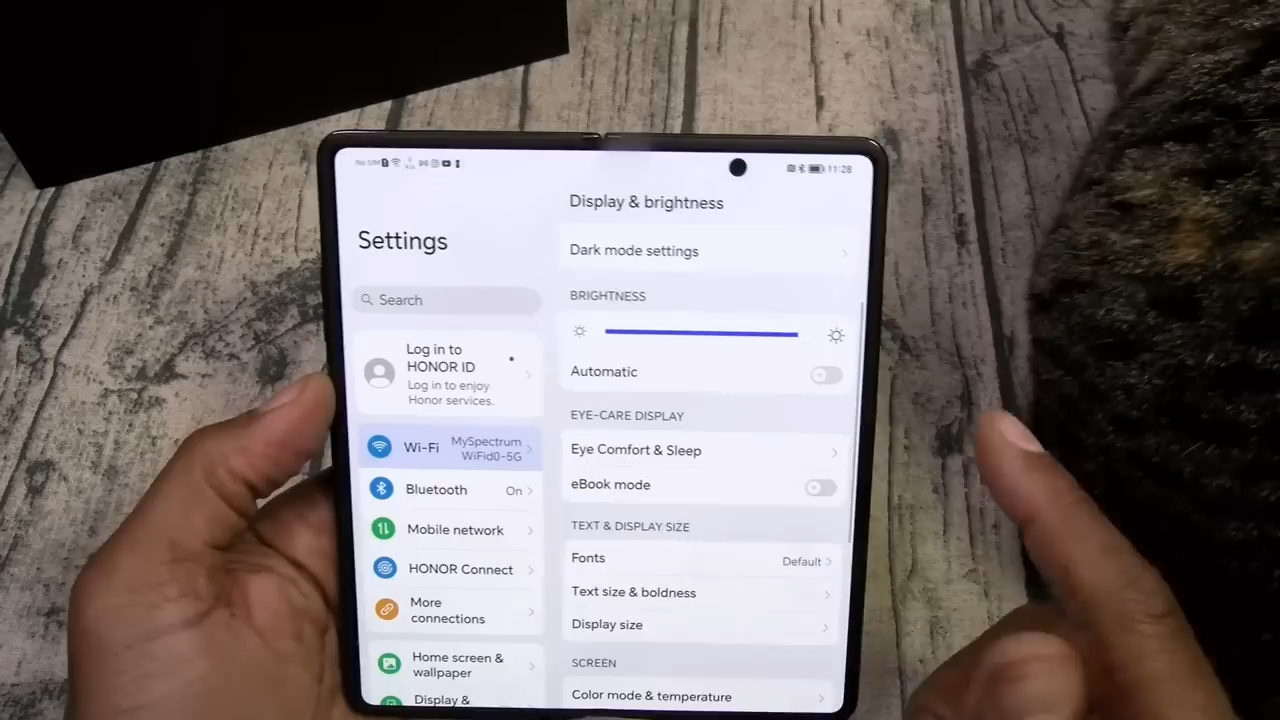 No SIM
11:28
Settings
Search
Log in to
HONOR ID
Log in to enjoy
Honor services.
Wi-Fi
MySpectrum
WiFid0-5G
Bluetooth
On
Mobile network
HONOR Connect
More
connections
Home screen &
wallpaper
Display &
Display & brightness
Dark mode settings
BRIGHTNESS
Automatic
EYE-CARE DISPLAY
Eye Comfort & Sleep
eBook mode
TEXT & DISPLAY SIZE
Fonts
Default
Text size & boldness
Display size
SCREEN
Color mode & temperature